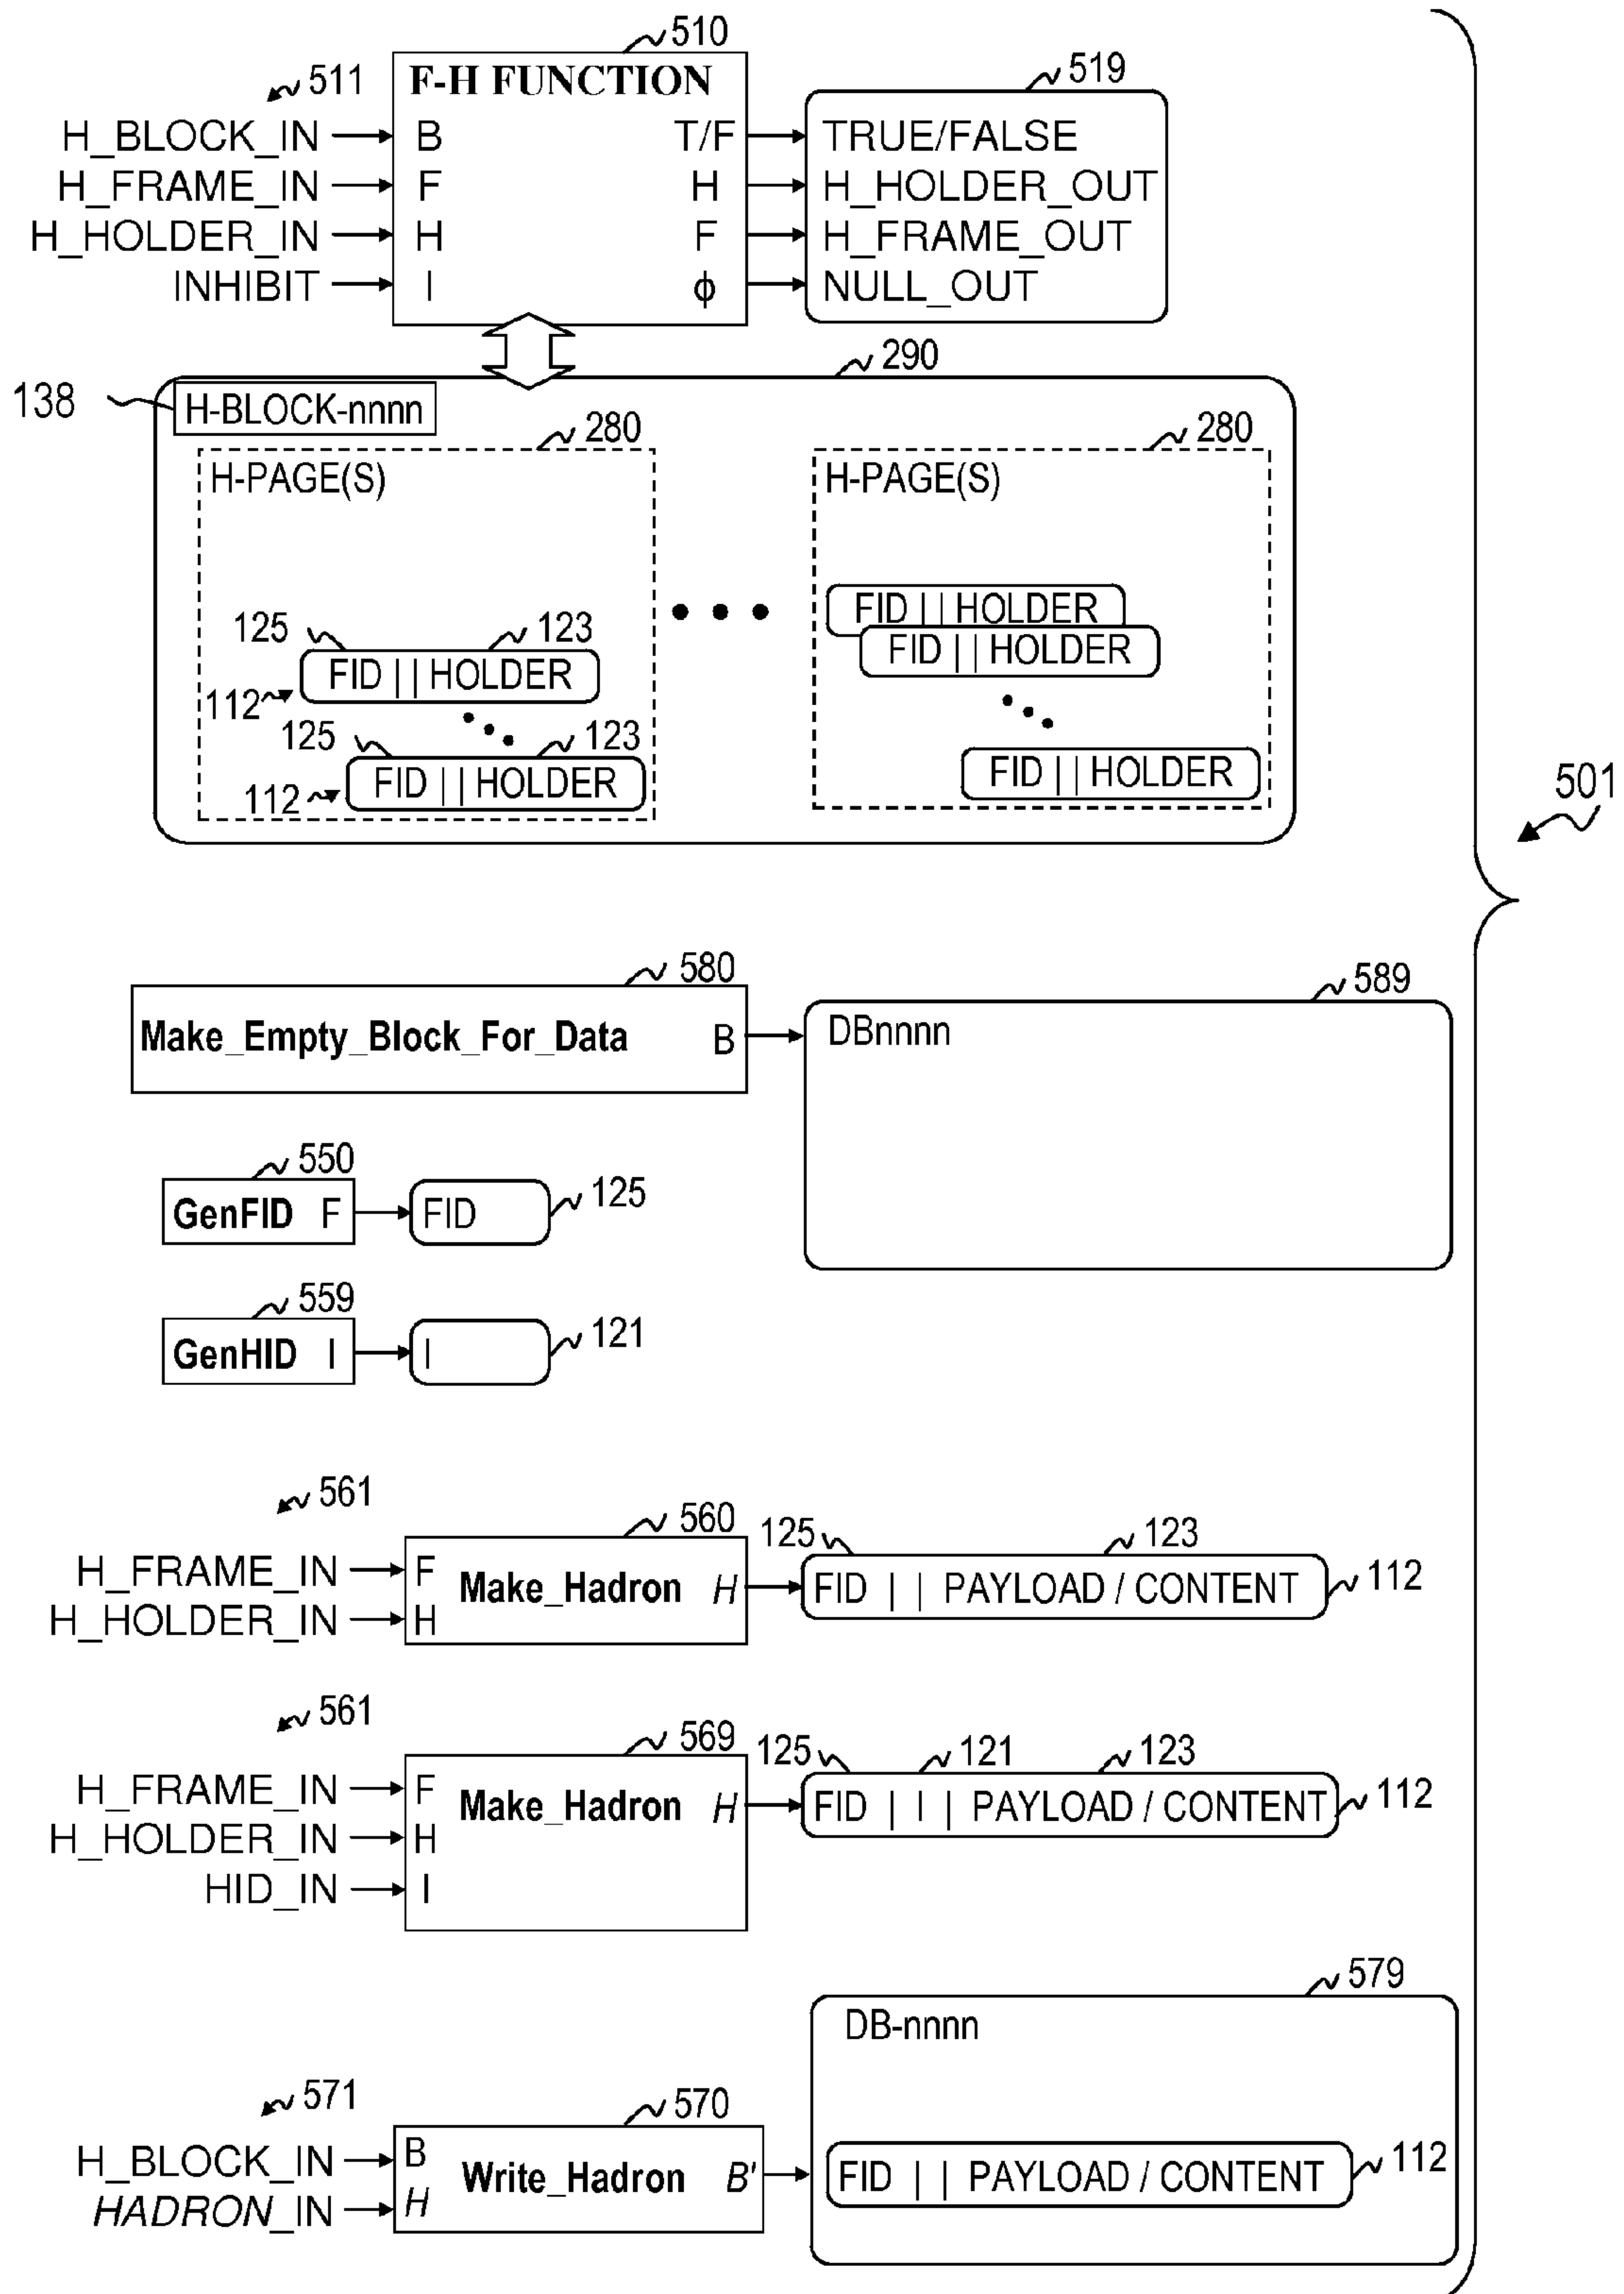 510
511
F-H FUNCTION
519
H_BLOCK_IN B T/F TRUE/FALSE
H_FRAME_IN F H H_HOLDER_OUT
H_HOLDER_IN H F H_FRAME_OUT
INHIBIT I ϕ NULL_OUT
290
138 H-BLOCK-nnnn
280 280
H-PAGE(S) H-PAGE(S)
FID | | HOLDER
125 123 FID | | HOLDER
FID | | HOLDER
112
125 123
FID | | HOLDER FID | | HOLDER
112
501
580 589
Make_Empty_Block_For_Data B DBnnnn
550
GenFID F FID 125
559
GenHID I I 121
561
560 125 123
H_FRAME_IN F
Make_Hadron H FID | | PAYLOAD / CONTENT 112
H_HOLDER_IN H
561
569 125 121 123
H_FRAME_IN F
Make_Hadron H FID | I | PAYLOAD / CONTENT 112
H_HOLDER_IN H
HID_IN I
579
DB-nnnn
571 570
H_BLOCK_IN B
Write_Hadron B' FID | | PAYLOAD / CONTENT 112
HADRON_IN H